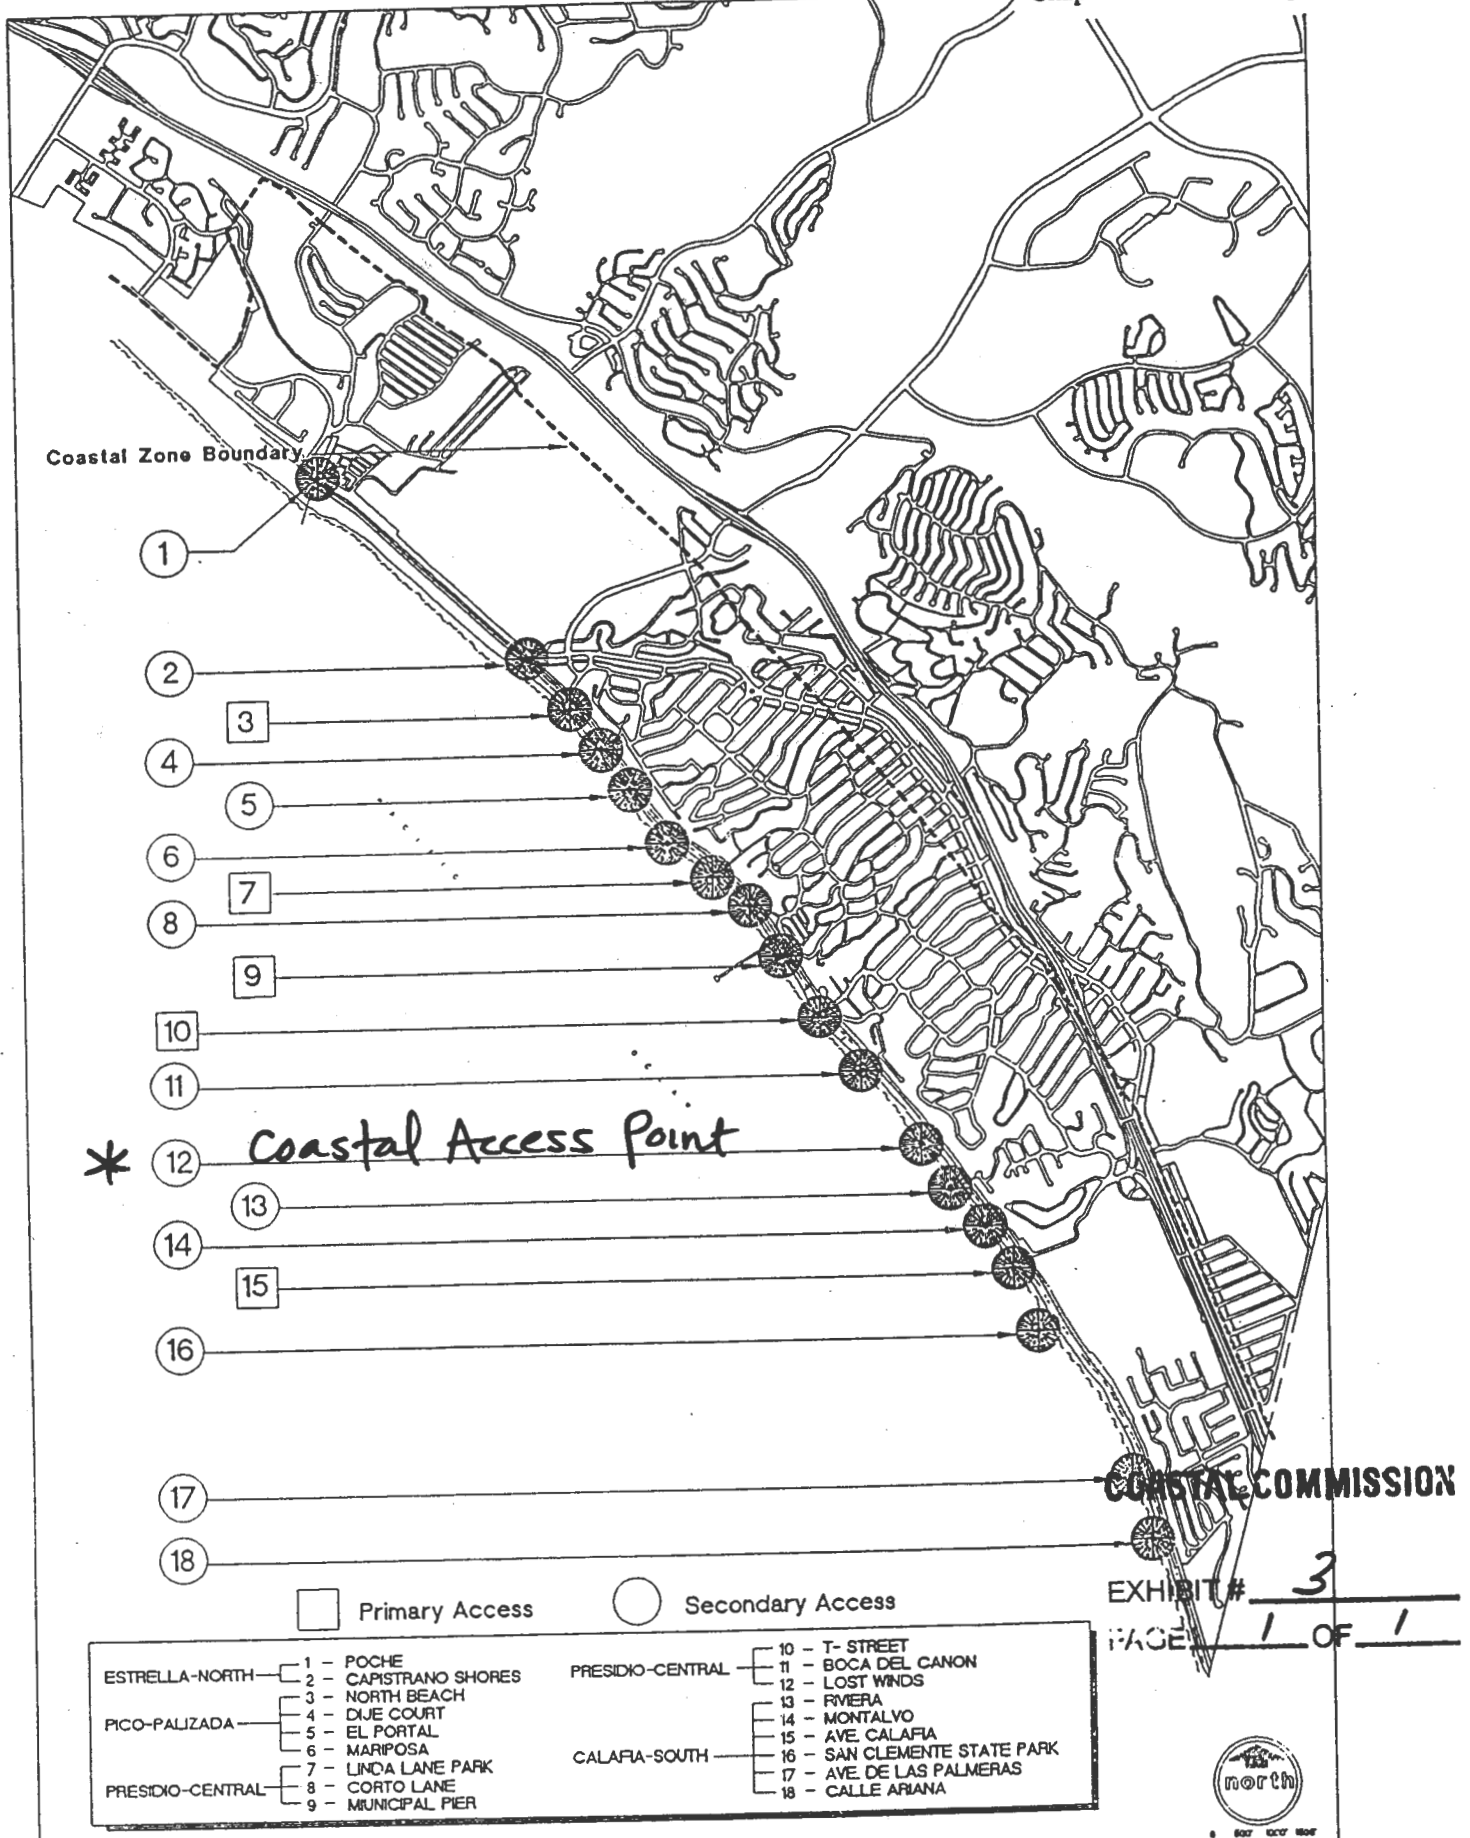 Coastal Zone Boundary
1
2
3
4
5
6
7
8
9
10
11
* Coastal Access Point
12
13
14
15
16
17
18
COASTAL COMMISSION
EXHIBIT # 3
PAGE 1 OF 1
Primary Access
Secondary Access
ESTRELLA-NORTH
1 - POCHE
2 - CAPISTRANO SHORES
PICO-PALIZADA
3 - NORTH BEACH
4 - DIJE COURT
5 - EL PORTAL
6 - MARIPOSA
PRESIDIO-CENTRAL
7 - LINDA LANE PARK
8 - CORTO LANE
9 - MUNICIPAL PIER
PRESIDIO-CENTRAL
10 - T- STREET
11 - BOCA DEL CANON
12 - LOST WINDS
CALAFIA-SOUTH
13 - RIVIERA
14 - MONTALVO
15 - AVE. CALAFIA
16 - SAN CLEMENTE STATE PARK
17 - AVE. DE LAS PALMERAS
18 - CALLE ARIANA
north